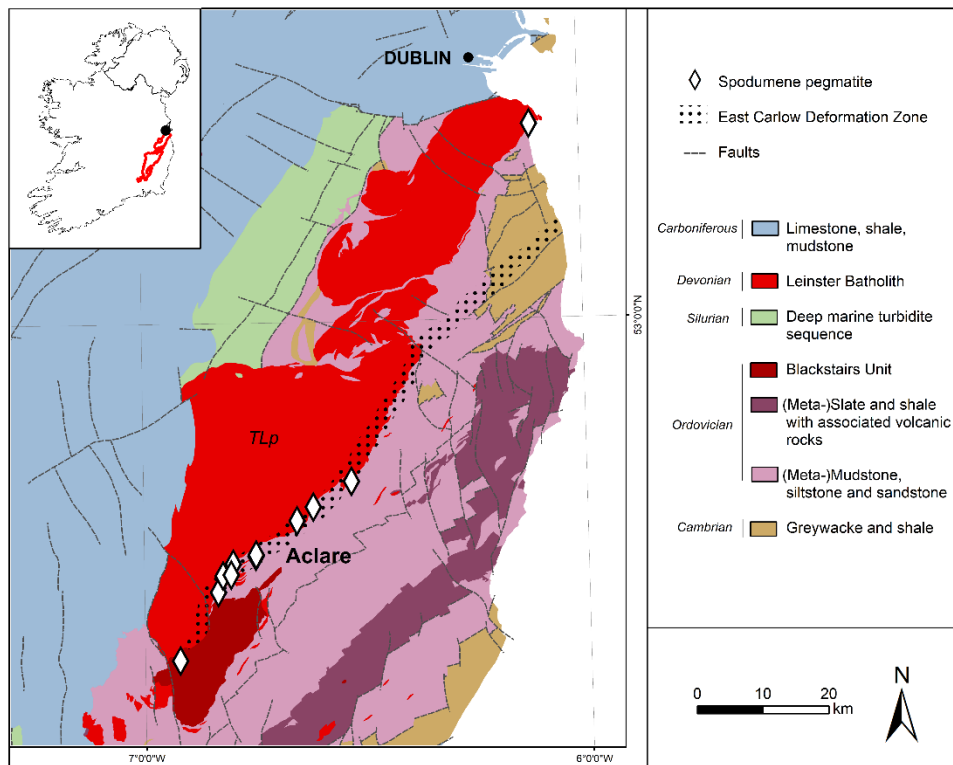 DUBLIN
TLp
Aclare
53°0'0"N
7°0'0"W
6°0'0"W
Spodumene pegmatite
East Carlow Deformation Zone
Faults
Carboniferous
Limestone, shale,
mudstone
Devonian
Leinster Batholith
Silurian
Deep marine turbidite
sequence
Ordovician
Blackstairs Unit
(Meta-)Slate and shale
with associated volcanic
rocks
(Meta-)Mudstone,
siltstone and sandstone
Cambrian
Greywacke and shale
0 10 20
km
N